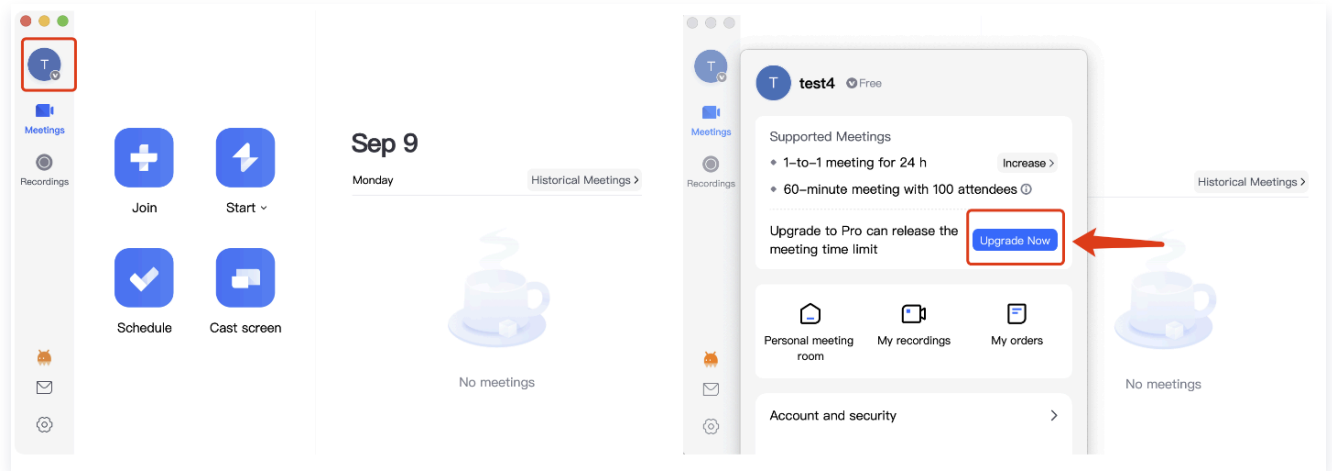 T
Meetings
Recordings
Join
Start
Schedule
Cast screen
Sep 9
Monday
Historical Meetings >
No meetings
T
Meetings
Recordings
T test4 Free
Supported Meetings
• 1-to-1 meeting for 24 h
Increase >
• 60-minute meeting with 100 attendees
Upgrade to Pro can release the
meeting time limit
Upgrade Now
Personal meeting
room
My recordings
My orders
Account and security
Historical Meetings >
No meetings